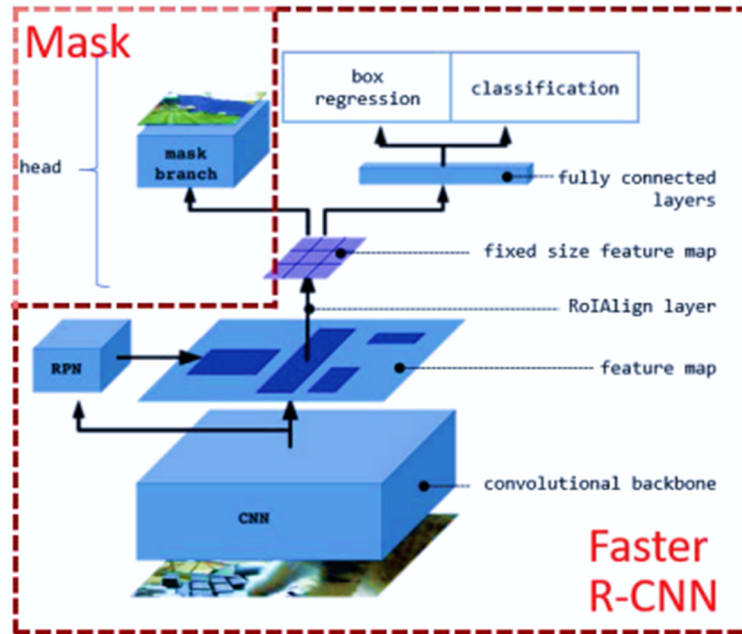 Mask
head
mask
branch
box
regression
classification
fully connected
layers
fixed size feature map
RoIAlign layer
RPN
feature map
convolutional backbone
CNN
Faster
R-CNN